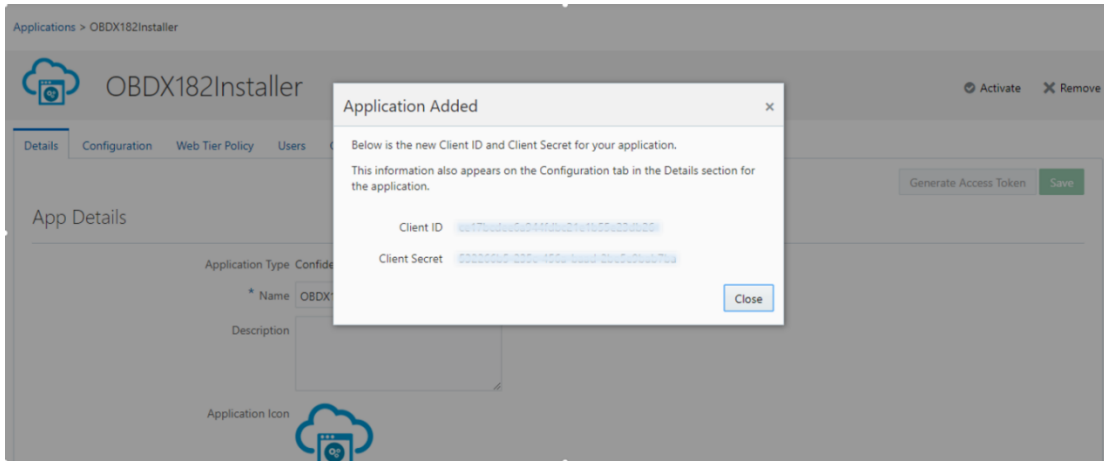 Applications > OBDX182Installer
OBDX182Installer
Activate
Remove
Application Added
×
Details
Configuration
Web Tier Policy
Users
Below is the new Client ID and Client Secret for your application.
This information also appears on the Configuration tab in the Details section for
the application.
Generate Access Token
Save
App Details
Client ID
Client Secret
Application Type
* Name
Close
Description
Application Icon